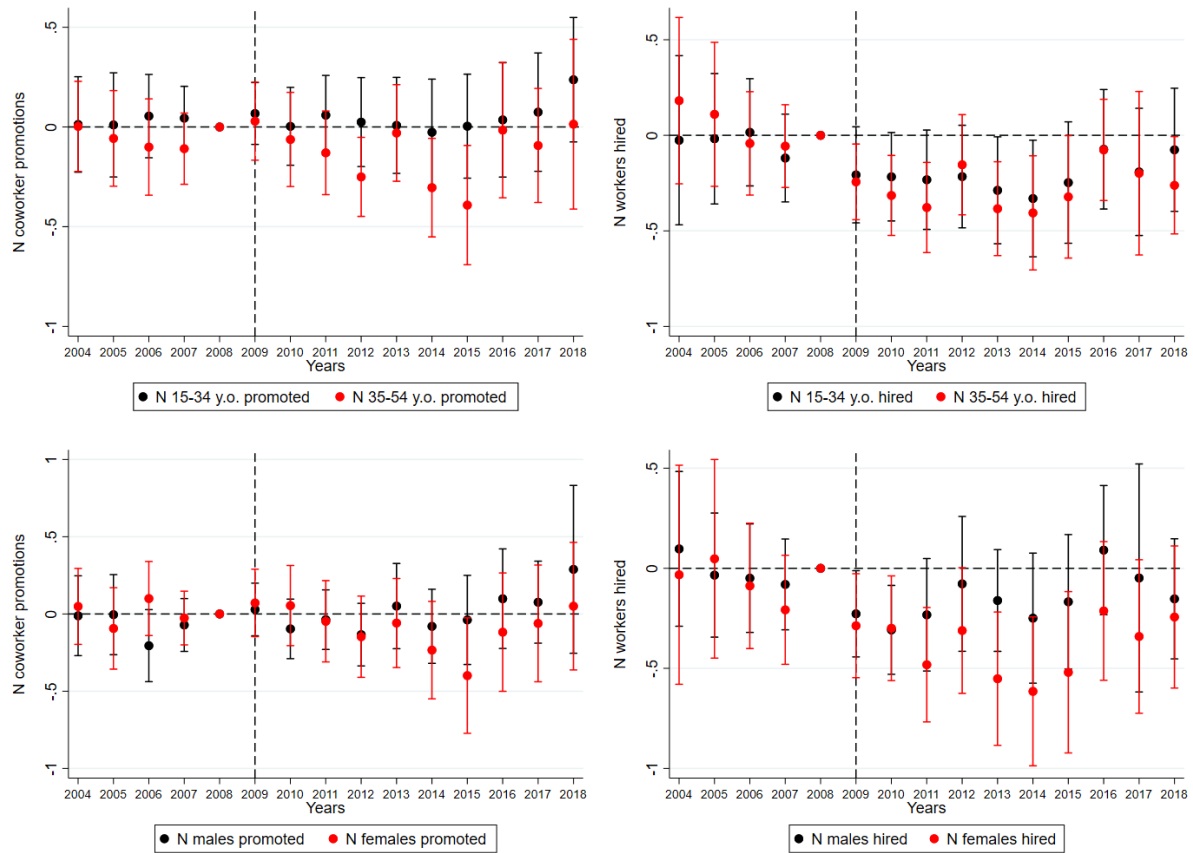 N coworker promotions
.5
0
-.5
-1
2004 2005 2006 2007 2008 2009 2010 2011 2012 2013 2014 2015 2016 2017 2018
Years
N 15-34 y.o. promoted N 35-54 y.o. promoted
N workers hired
.5
0
-.5
-1
2004 2005 2006 2007 2008 2009 2010 2011 2012 2013 2014 2015 2016 2017 2018
Years
N 15-34 y.o. hired N 35-54 y.o. hired
N coworker promotions
1
.5
0
-.5
-1
2004 2005 2006 2007 2008 2009 2010 2011 2012 2013 2014 2015 2016 2017 2018
Years
N males promoted N females promoted
N workers hired
.5
0
-.5
-1
2004 2005 2006 2007 2008 2009 2010 2011 2012 2013 2014 2015 2016 2017 2018
Years
N males hired N females hired